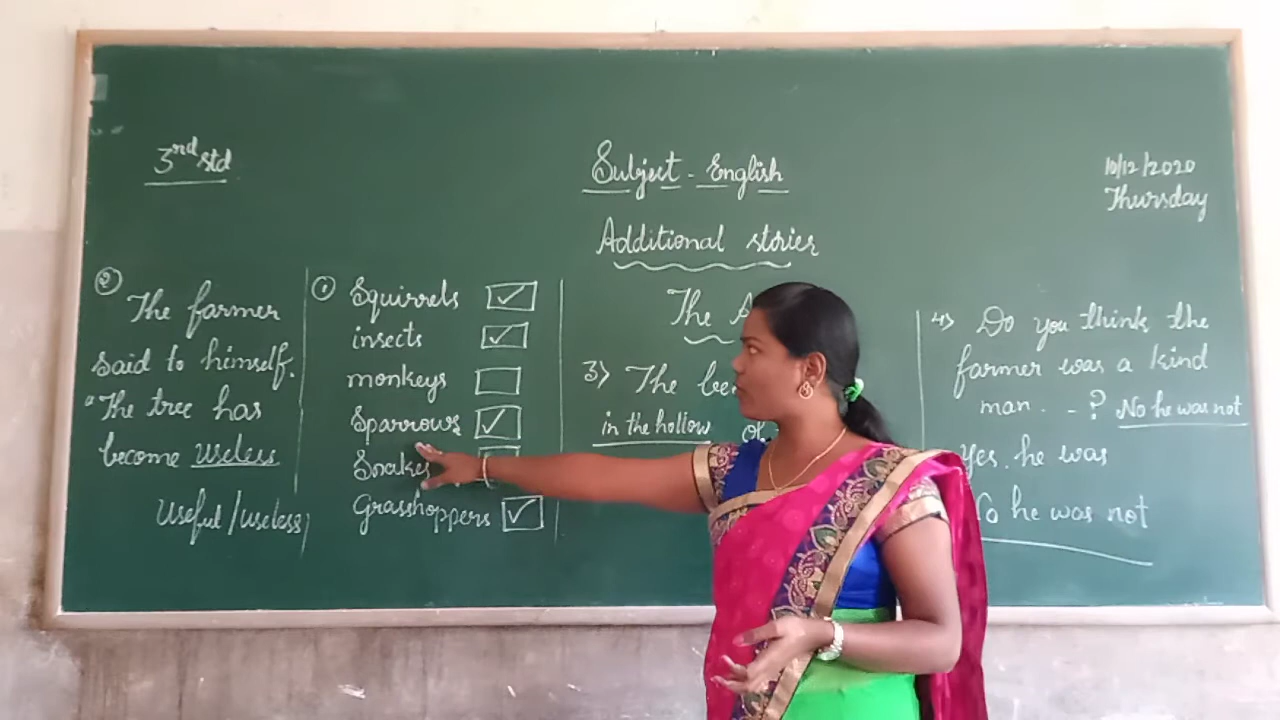 3rd std
Subject - English
10/12/2020
Thursday
Additional stories
② The farmer
said to himself.
"The tree has
become useless
Useful/useless
① Squirrels ✓
insects ✓
monkeys
Sparrows ✓
Snakes
Grasshoppers ✓
The
3) The
in the hollow of
4) Do you think the
farmer was a kind
man. - ? No he was not
Yes. he was
he was not